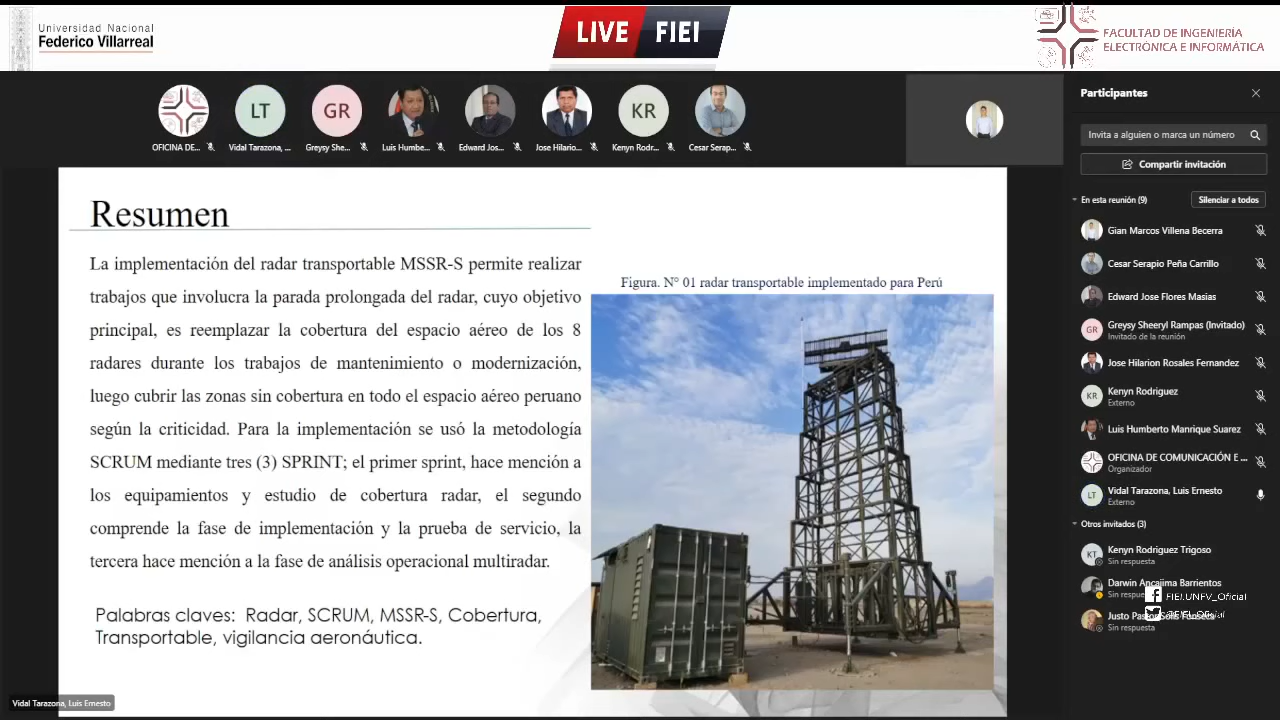 Universidad Nacional
Federico Villarreal
LIVE FIEI
FACULTAD DE INGENIERÍA
ELECTRÓNICA E INFORMÁTICA
LT
GR
KR
OFICINA DE...
Vidal Tarazona, ...
Greysy She...
Luis Humbe...
Edward Jos...
Jose Hilario...
Kenyn Rodr...
Cesar Serap...
Resumen
La implementación del radar transportable MSSR-S permite realizar
trabajos que involucra la parada prolongada del radar, cuyo objetivo
principal, es reemplazar la cobertura del espacio aéreo de los 8
radares durante los trabajos de mantenimiento o modernización,
luego cubrir las zonas sin cobertura en todo el espacio aéreo peruano
según la criticidad. Para la implementación se usó la metodología
SCRUM mediante tres (3) SPRINT; el primer sprint, hace mención a
los equipamientos y estudio de cobertura radar, el segundo
comprende la fase de implementación y la prueba de servicio, la
tercera hace mención a la fase de análisis operacional multiradar.
Palabras claves: Radar, SCRUM, MSSR-S, Cobertura,
Transportable, vigilancia aeronáutica.
Figura. N° 01 radar transportable implementado para Perú
Vidal Tarazona, Luis Ernesto
Participantes
Invita a alguien o marca un número
Compartir invitación
En esta reunión (9)
Silenciar a todos
Gian Marcos Villena Becerra
Cesar Serapio Peña Carrillo
Edward Jose Flores Masias
GR
Greysy Sheeryl Rampas (Invitado)
Invitado de la reunión
Jose Hilarion Rosales Fernandez
KR
Kenyn Rodriguez
Externo
Luis Humberto Manrique Suarez
OFICINA DE COMUNICACIÓN E ...
Organizador
LT
Vidal Tarazona, Luis Ernesto
Externo
Otros invitados (3)
KT
Kenyn Rodriguez Trigoso
Sin respuesta
Darwin Ancajima Barrientos
Sin respuesta
FIEI.UNFV_Oficial
Justo
Sin respuesta